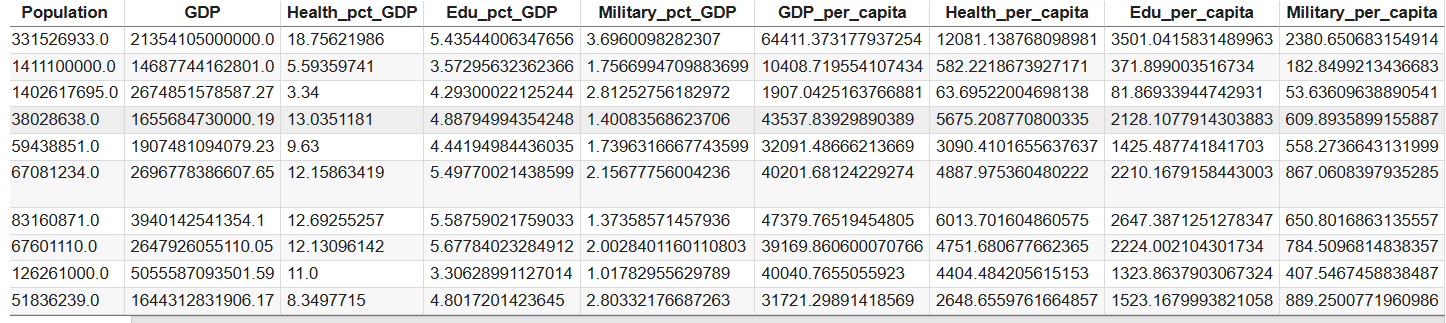 Population GDP Health_pct_GDP Edu_pct_GDP Military_pct_GDP GDP_per_capita Health_per_capita Edu_per_capita Military_per_capita
331526933.0 21354105000000.0 18.75621986 5.43544006347656 3.6960098282307 64411.373177937254 12081.138768098981 3501.0415831489963 2380.650683154914
1411100000.0 14687744162801.0 5.59359741 3.57295632362366 1.7566994709883699 10408.719554107434 582.2218673927171 371.899003516734 182.8499213436683
1402617695.0 2674851578587.27 3.34 4.29300022125244 2.81252756182972 1907.0425163766881 63.69522004698138 81.86933944742931 53.63609638890541
38028638.0 1655684730000.19 13.0351181 4.88794994354248 1.40083568623706 43537.83929890389 5675.208770800335 2128.1077914303883 609.8935899155887
59438851.0 1907481094079.23 9.63 4.44194984436035 1.7396316667743599 32091.48666213669 3090.4101655637637 1425.487741841703 558.2736643131999
67081234.0 2696778386607.65 12.15863419 5.49770021438599 2.15677756004236 40201.68124229274 4887.975360480222 2210.1679158443003 867.0608397935285
83160871.0 3940142541354.1 12.69255257 5.58759021759033 1.37358571457936 47379.76519454805 6013.701604860575 2647.3871251278347 650.8016863135557
67601110.0 2647926055110.05 12.13096142 5.67784023284912 2.0028401160110803 39169.860600070766 4751.680677662365 2224.002104301734 784.5096814838357
126261000.0 5055587093501.59 11.0 3.30628991127014 1.01782955629789 40040.7655055923 4404.484205615153 1323.8637903067324 407.5467458838487
51836239.0 1644312831906.17 8.3497715 4.8017201423645 2.80332176687263 31721.29891418569 2648.6559761664857 1523.1679993821058 889.2500771960986